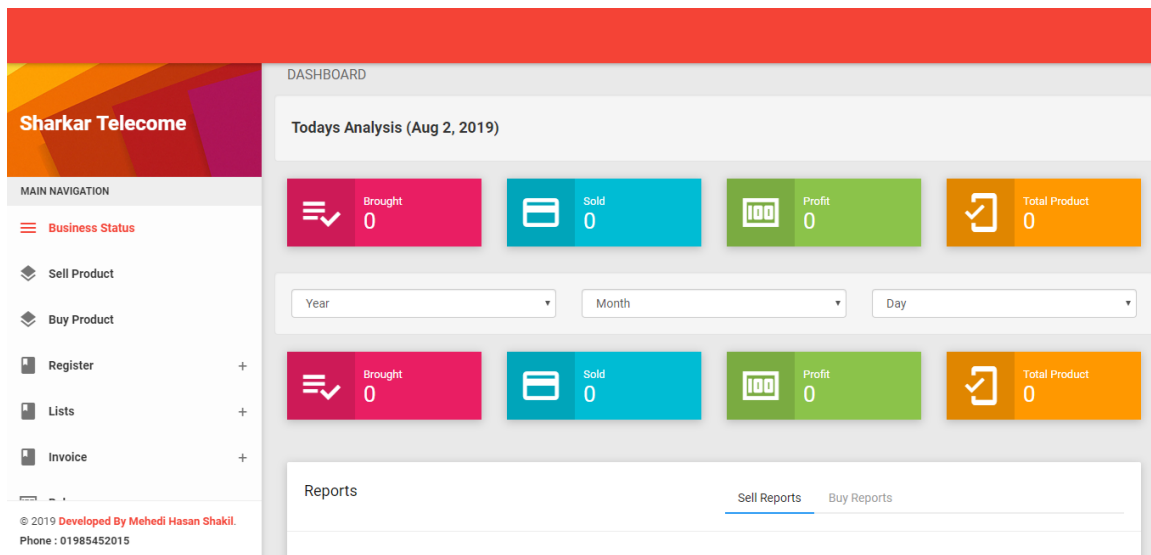 DASHBOARD
Sharkar Telecome
Todays Analysis (Aug 2, 2019)
MAIN NAVIGATION
Business Status
Sell Product
Buy Product
Register +
Lists +
Invoice +
© 2019 Developed By Mehedi Hasan Shakil.
Phone : 01985452015
Brought
0
Sold
0
Profit
0
Total Product
0
Year
Month
Day
Brought
0
Sold
0
Profit
0
Total Product
0
Reports
Sell Reports
Buy Reports